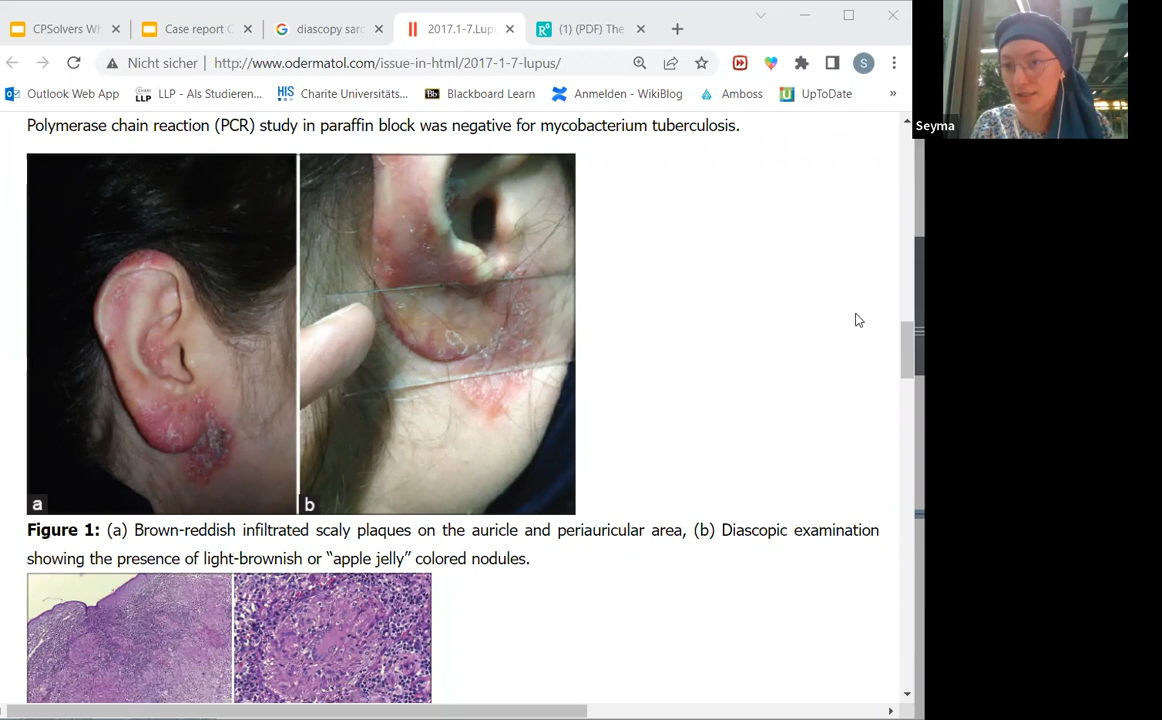 CPSolvers Wh
Case report C
diascopy sarc
2017.1-7.Lupu
(1) (PDF) The
Nicht sicher | http://www.odermatol.com/issue-in-html/2017-1-7-lupus/
S
Outlook Web App
LLP - Als Studieren...
Charite Universitäts...
Blackboard Learn
Anmelden - WikiBlog
Amboss
UpToDate
»
Seyma
Polymerase chain reaction (PCR) study in paraffin block was negative for mycobacterium tuberculosis.
a
b
Figure 1: (a) Brown-reddish infiltrated scaly plaques on the auricle and periauricular area, (b) Diascopic examination
showing the presence of light-brownish or “apple jelly” colored nodules.